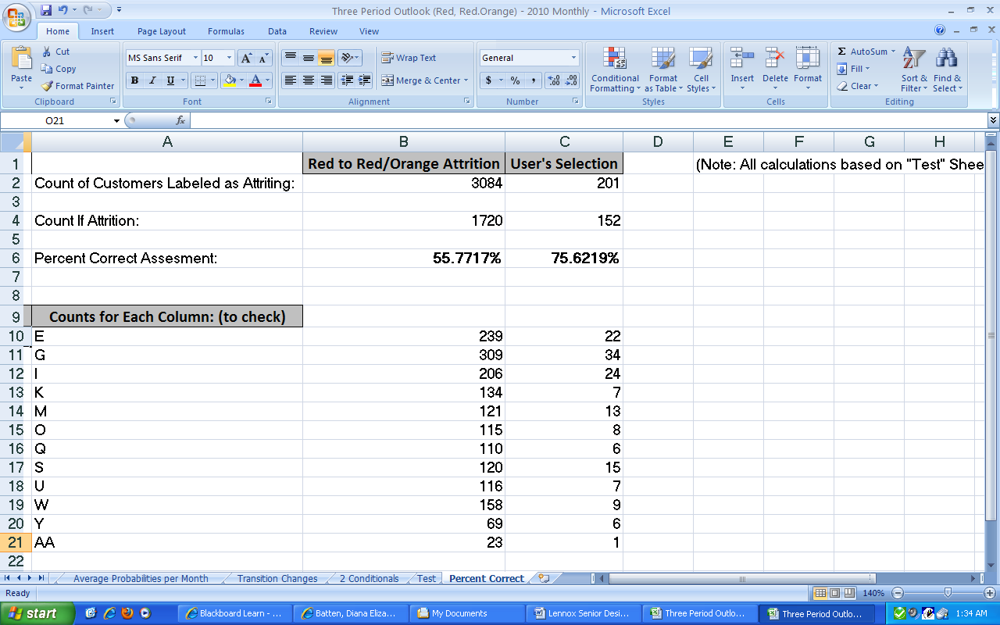 Three Period Outlook (Red, Red.Orange) - 2010 Monthly - Microsoft Excel
Home Insert Page Layout Formulas Data Review View
Paste Cut Copy Format Painter Clipboard
MS Sans Serif 10 A A B I U A Font
Wrap Text Merge & Center Alignment
General $ % , .00 .00 Number
Conditional Formatting Format as Table Cell Styles Styles
Insert Delete Format Cells
Σ AutoSum Fill Clear Sort & Filter Find & Select Editing
O21 fx
A B C D E F G H
1 Red to Red/Orange Attrition User's Selection (Note: All calculations based on "Test" Shee
2 Count of Customers Labeled as Attriting: 3084 201
3
4 Count If Attrition: 1720 152
5
6 Percent Correct Assesment: 55.7717% 75.6219%
7
8
9 Counts for Each Column: (to check)
10 E 239 22
11 G 309 34
12 I 206 24
13 K 134 7
14 M 121 13
15 O 115 8
16 Q 110 6
17 S 120 15
18 U 116 7
19 W 158 9
20 Y 69 6
21 AA 23 1
22
Average Probabilities per Month Transition Changes 2 Conditionals Test Percent Correct
Ready 140%
start Blackboard Learn - ... Batten, Diana Eliza... My Documents Lennox Senior Desi... Three Period Outlo... Three Period Outlo... 1:34 AM